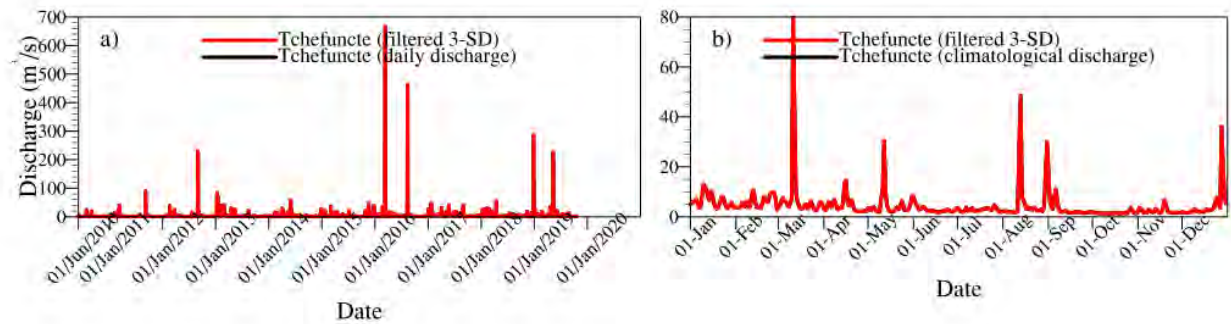 a)
Tchefuncte (filtered 3-SD)
Tchefuncte (daily discharge)
Discharge (m³/s)
700
600
500
400
300
200
100
0
01/Jan/2010
01/Jan/2011
01/Jan/2012
01/Jan/2013
01/Jan/2014
01/Jan/2015
01/Jan/2016
01/Jan/2017
01/Jan/2018
01/Jan/2019
01/Jan/2020
Date
b)
Tchefuncte (filtered 3-SD)
Tchefuncte (climatological discharge)
80
60
40
20
0
01-Jan
01-Feb
01-Mar
01-Apr
01-May
01-Jun
01-Jul
01-Aug
01-Sep
01-Oct
01-Nov
01-Dec
Date